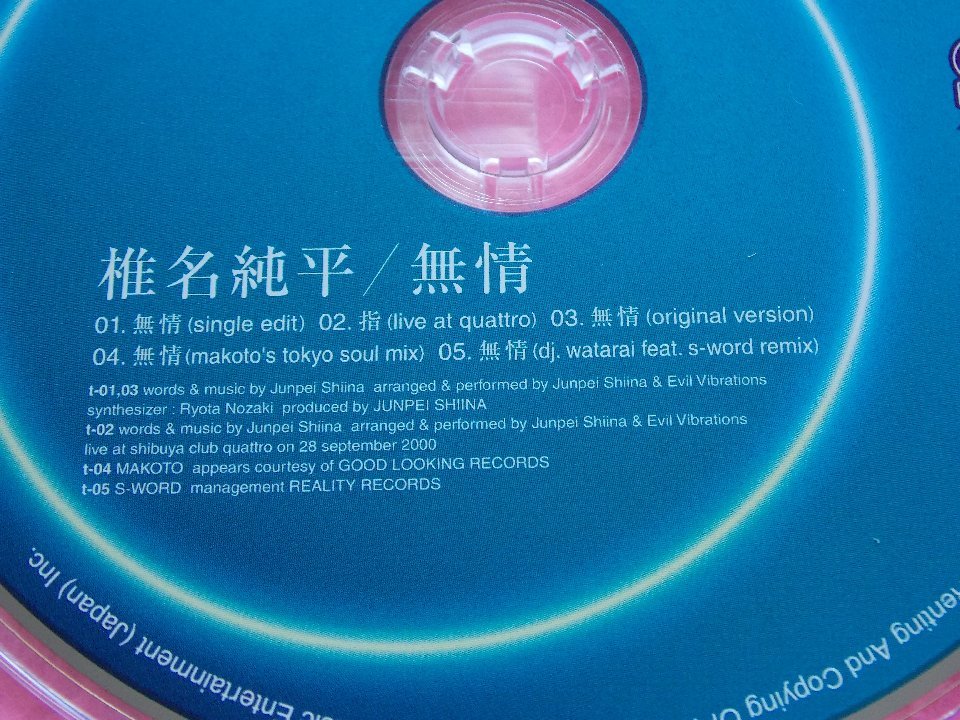 椎名純平/無情
01. 無情(single edit) 02. 指(live at quattro) 03. 無情(original version)
04. 無情(makoto's tokyo soul mix) 05. 無情(dj. watarai feat. s-word remix)
t-01,03 words & music by Junpei Shiina arranged & performed by Junpei Shiina & Evil Vibrations
synthesizer : Ryota Nozaki produced by JUNPEI SHIINA
t-02 words & music by Junpei Shiina arranged & performed by Junpei Shiina & Evil Vibrations
live at shibuya club quattro on 28 september 2000
t-04 MAKOTO appears courtesy of GOOD LOOKING RECORDS
t-05 S-WORD management REALITY RECORDS
Entertainment (Japan) Inc.
And Copying